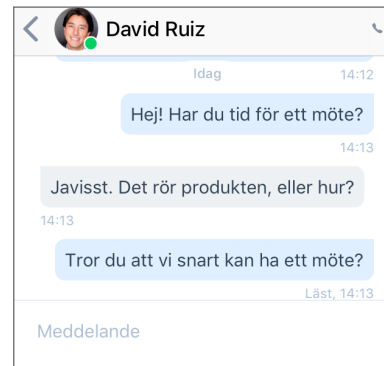 David Ruiz
Idag
14:12
Hej! Har du tid för ett möte?
14:13
Javisst. Det rör produkten, eller hur?
14:13
Tror du att vi snart kan ha ett möte?
Läst, 14:13
Meddelande